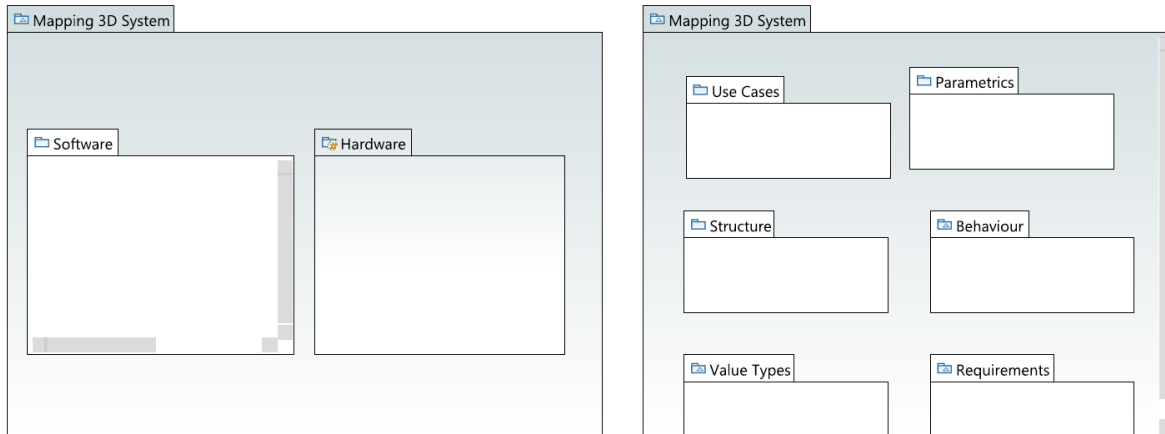 Mapping 3D System
Software
Hardware
Mapping 3D System
Use Cases
Parametrics
Structure
Behaviour
Value Types
Requirements